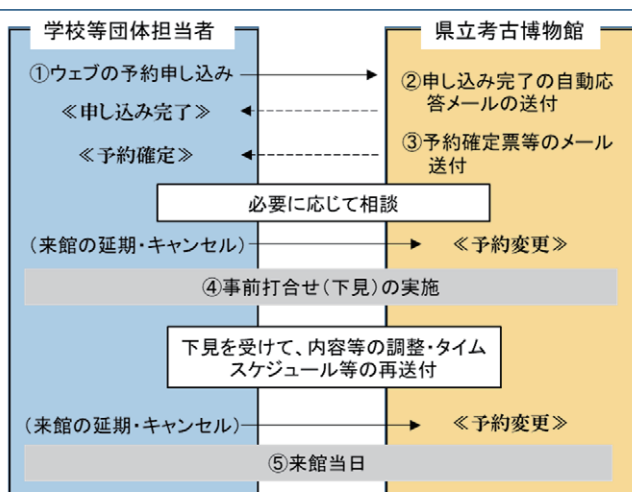 学校等団体担当者
県立考古博物館
①ウェブの予約申し込み
②申し込み完了の自動応
答メールの送付
≪申し込み完了≫
③予約確定票等のメール
送付
≪予約確定≫
必要に応じて相談
(来館の延期・キャンセル)
≪予約変更≫
④事前打合せ(下見)の実施
下見を受けて、内容等の調整・タイム
スケジュール等の再送付
(来館の延期・キャンセル)
≪予約変更≫
⑤来館当日